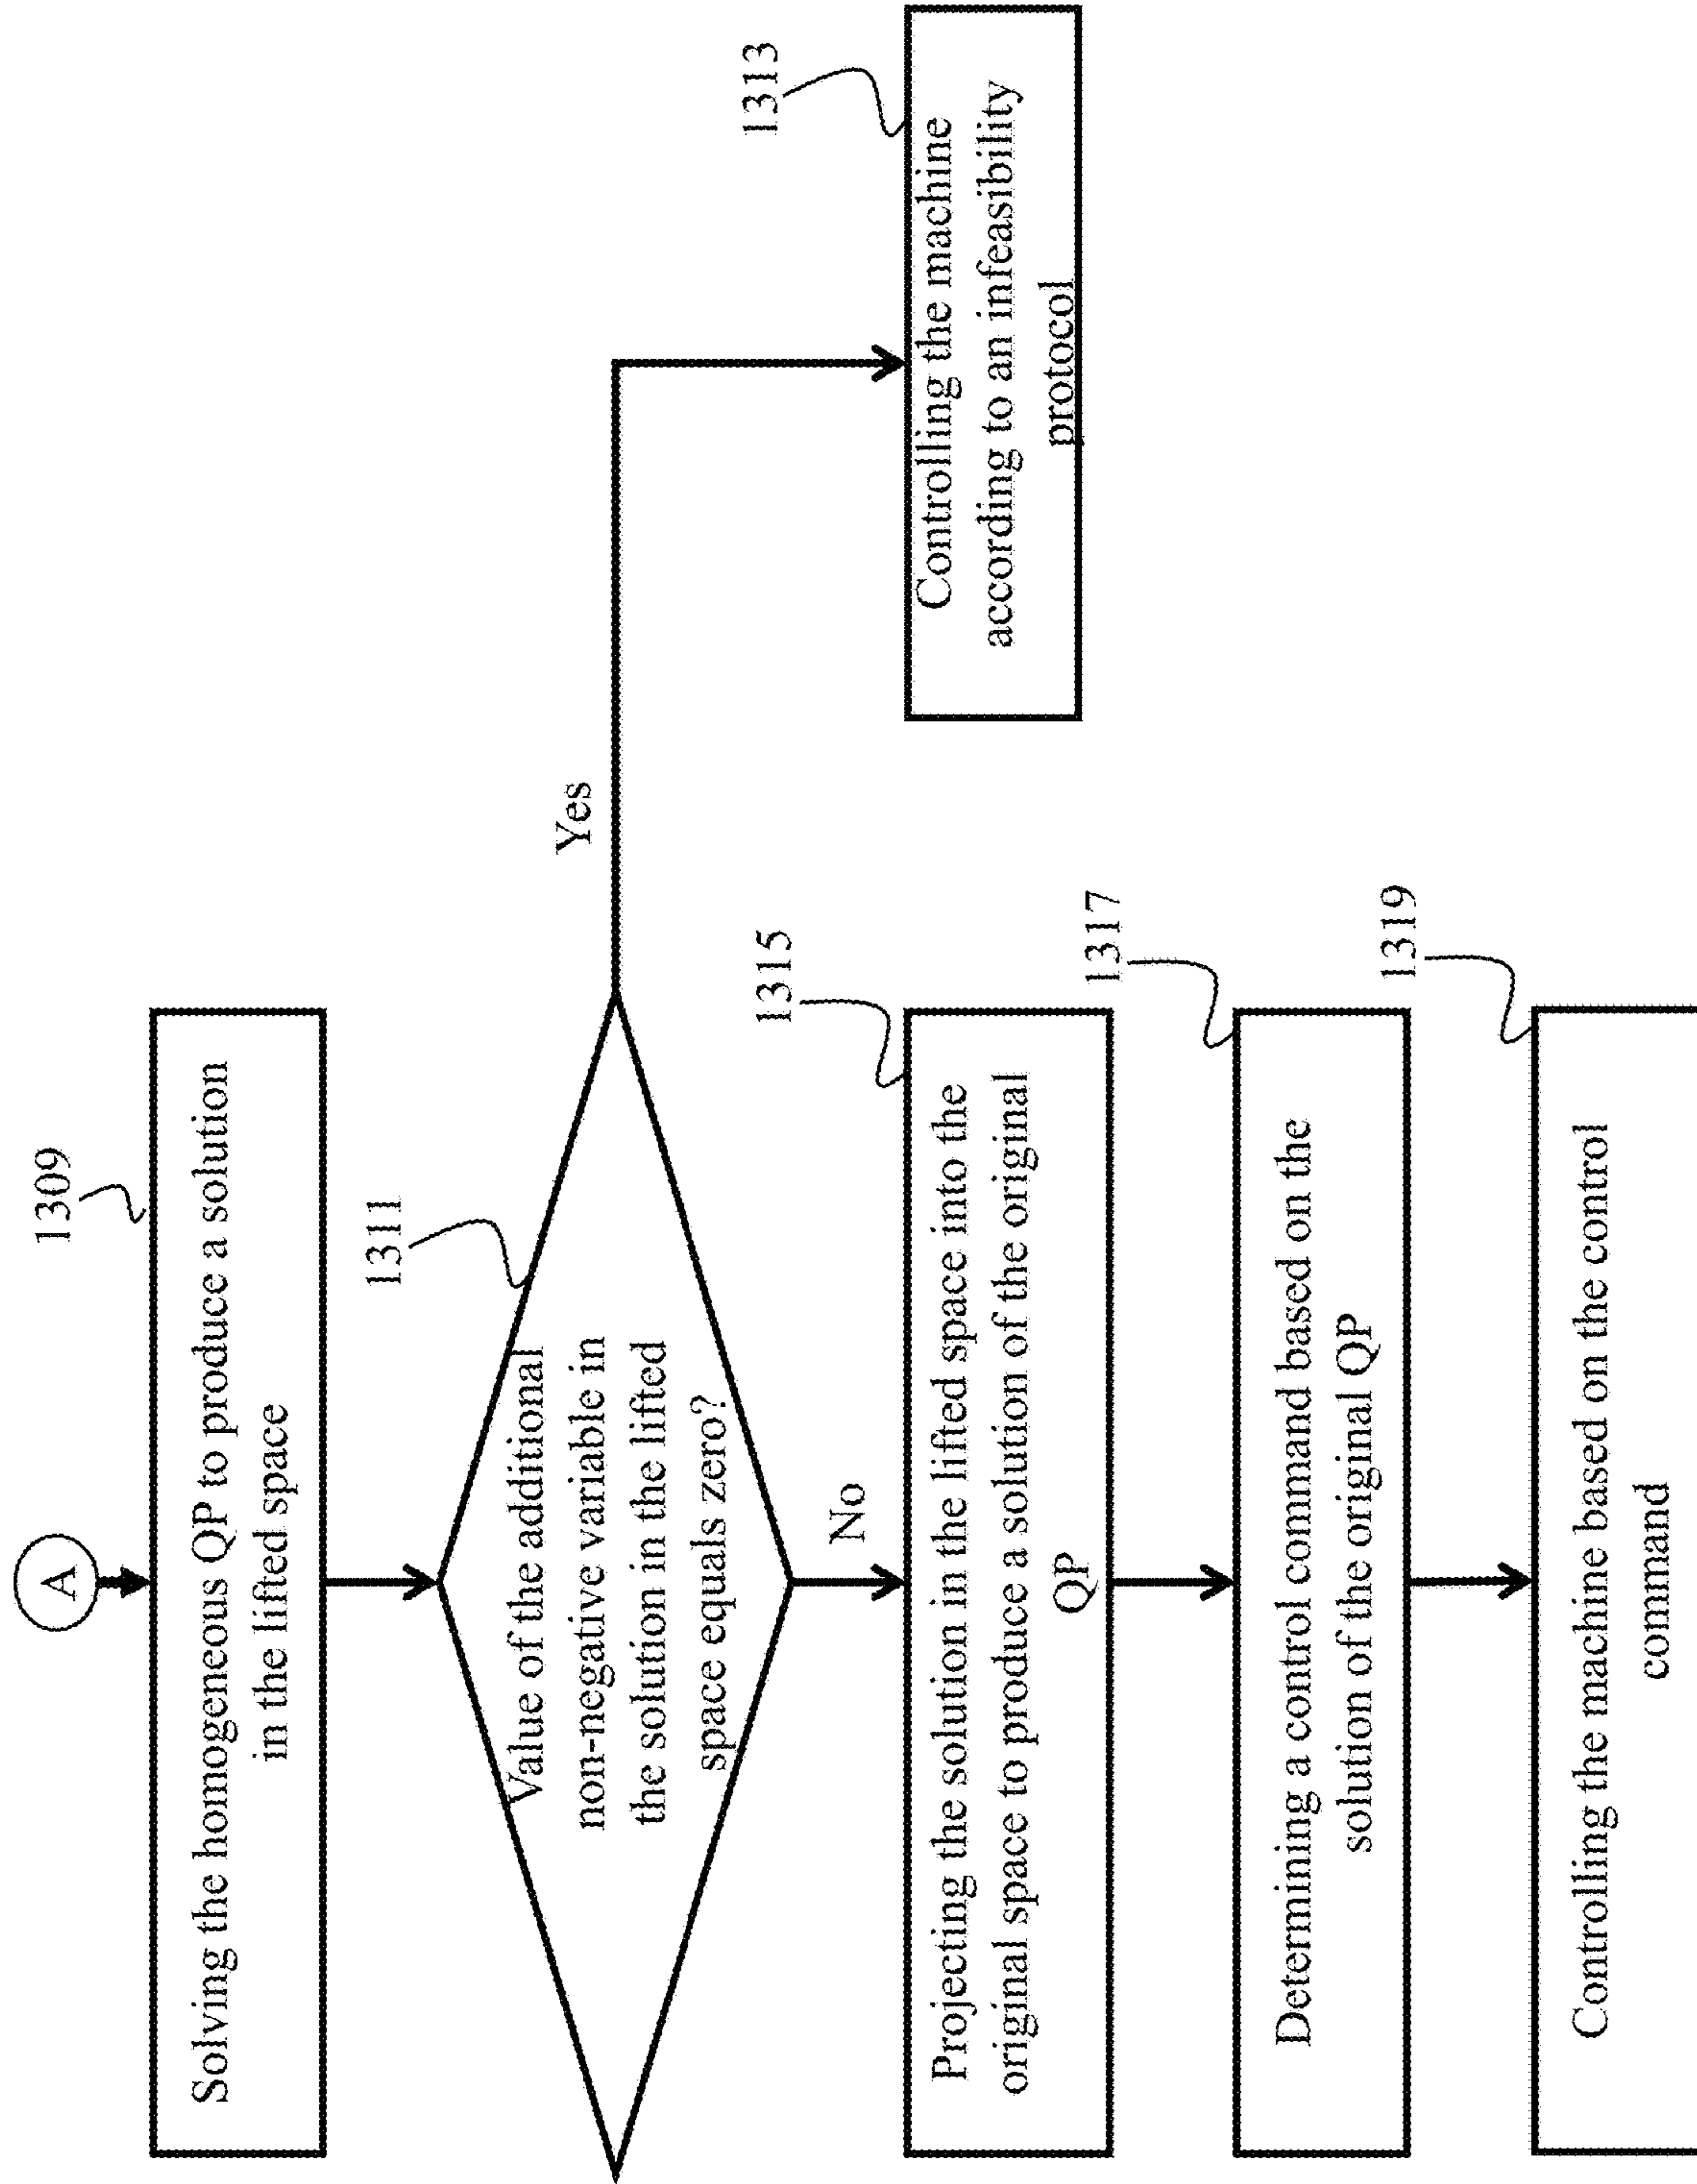 A
1309
Solving the homogeneous QP to produce a solution
in the lifted space
1311
Value of the additional
non-negative variable in
the solution in the lifted
space equals zero?
Yes
1313
Controlling the machine
according to an infeasibility
protocol
No
1315
Projecting the solution in the lifted space into the
original space to produce a solution of the original
QP
1317
Determining a control command based on the
solution of the original QP
1319
Controlling the machine based on the control
command